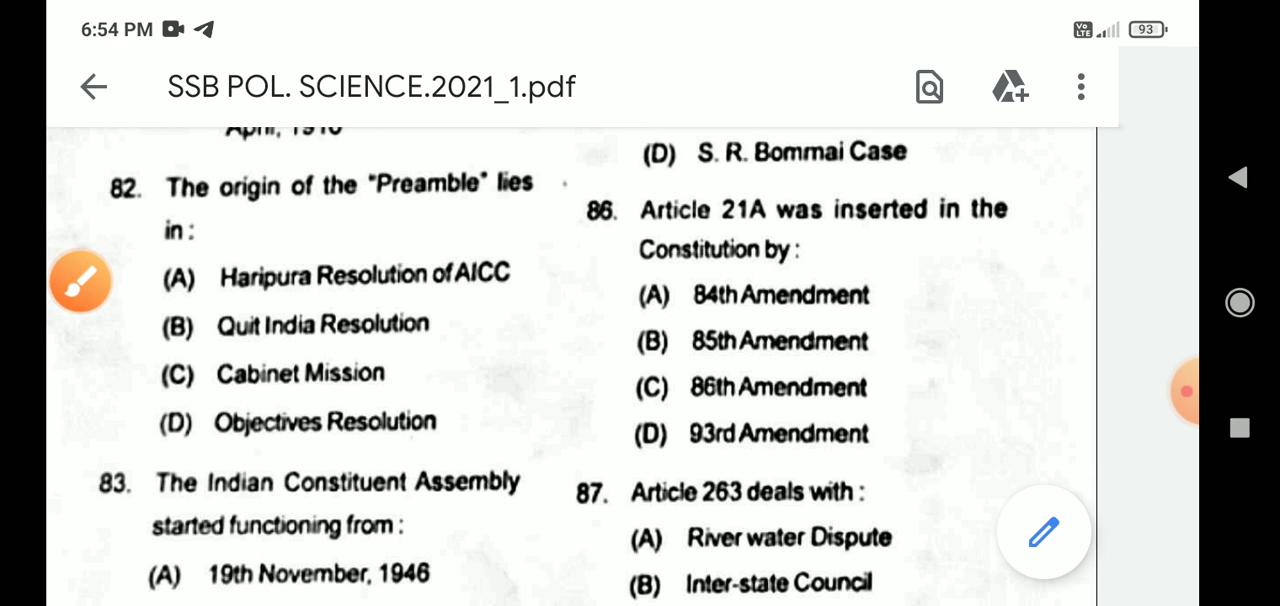 6:54 PM
Vo LTE
93
SSB POL. SCIENCE.2021_1.pdf
82. The origin of the "Preamble" lies
in :
(A) Haripura Resolution of AICC
(B) Quit India Resolution
(C) Cabinet Mission
(D) Objectives Resolution
83. The Indian Constituent Assembly
started functioning from :
(A) 19th November, 1946
(D) S. R. Bommai Case
86. Article 21A was inserted in the
Constitution by :
(A) 84th Amendment
(B) 85th Amendment
(C) 86th Amendment
(D) 93rd Amendment
87. Article 263 deals with :
(A) River water Dispute
(B) Inter-state Council